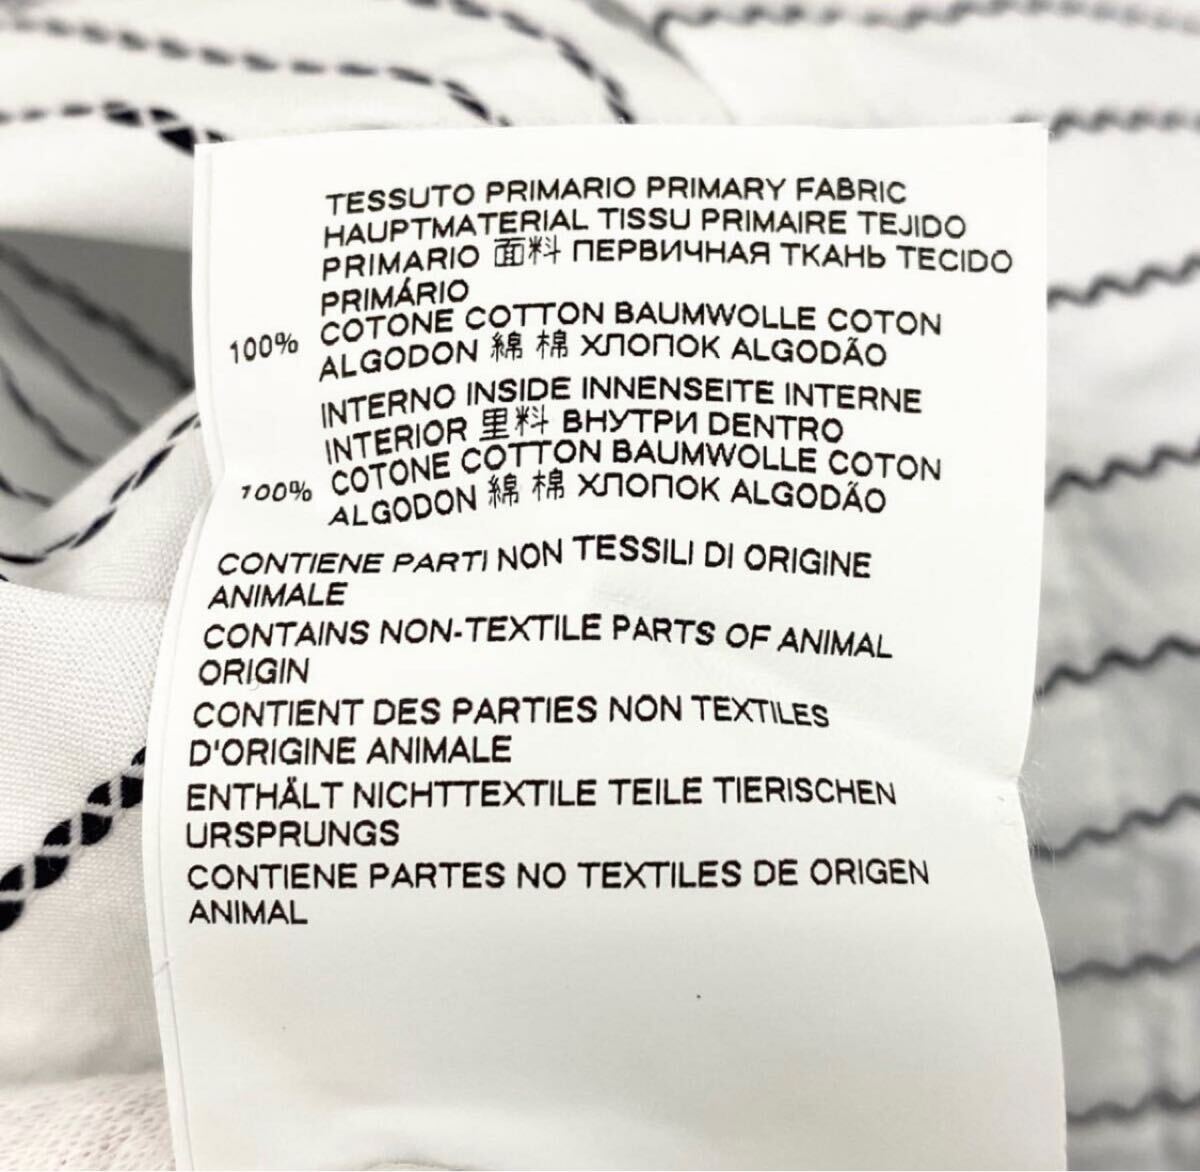 TESSUTO PRIMARIO PRIMARY FABRIC
HAUPTMATERIAL TISSU PRIMAIRE TEJIDO
PRIMARIO 面料 ПЕРВИЧНАЯ ТКАНЬ TECIDO
PRIMÁRIO
100% COTONE COTTON BAUMWOLLE COTON
ALGODON 綿 棉 ХЛОПОК ALGODÃO
INTERNO INSIDE INNENSEITE INTERNE
INTERIOR 里料 ВНУТРИ DENTRO
100% COTONE COTTON BAUMWOLLE COTON
ALGODON 綿 棉 ХЛОПОК ALGODÃO
CONTIENE PARTI NON TESSILI DI ORIGINE
ANIMALE
CONTAINS NON-TEXTILE PARTS OF ANIMAL
ORIGIN
CONTIENT DES PARTIES NON TEXTILES
D'ORIGINE ANIMALE
ENTHÄLT NICHTTEXTILE TEILE TIERISCHEN
URSPRUNGS
CONTIENE PARTES NO TEXTILES DE ORIGEN
ANIMAL